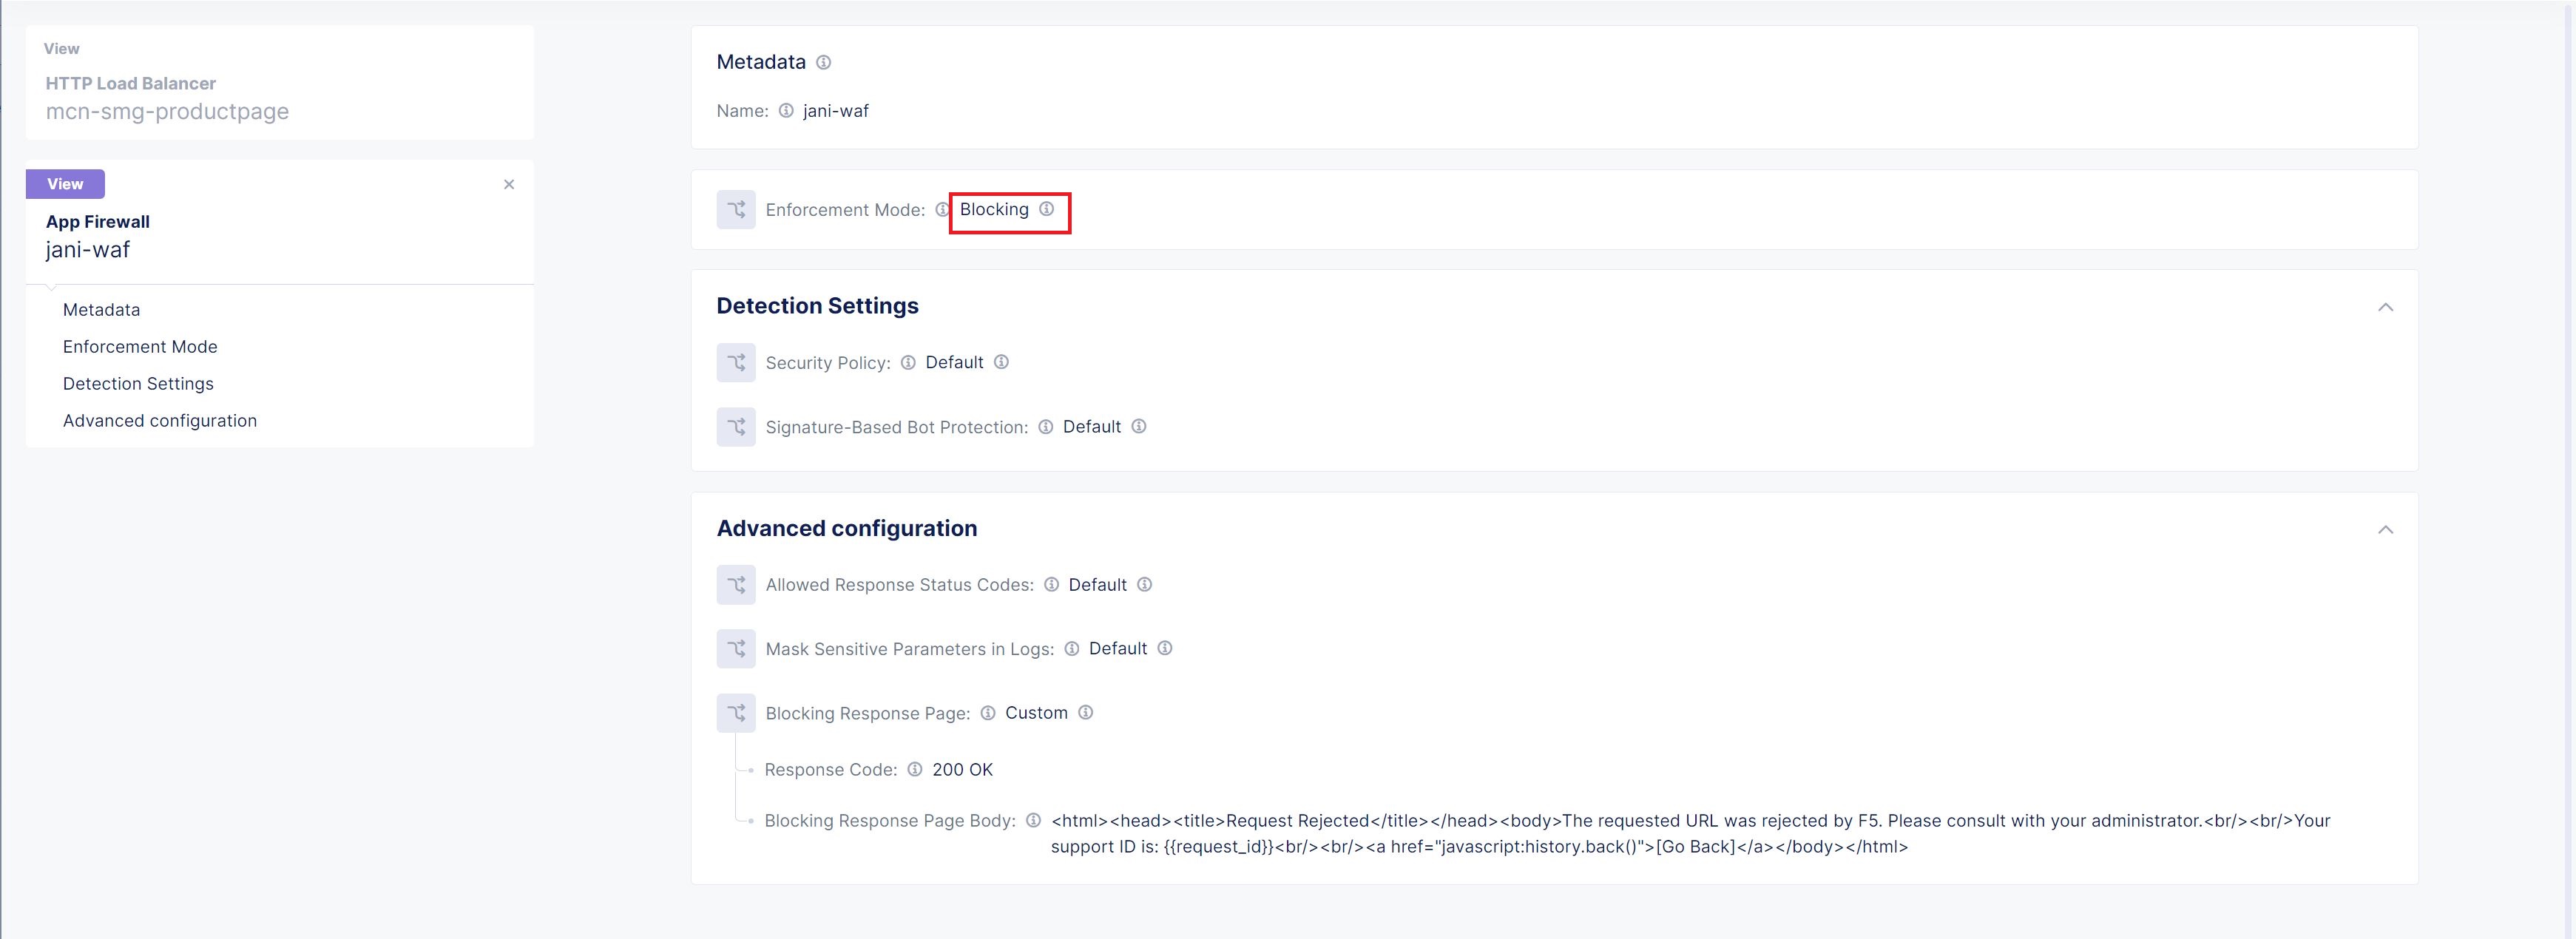 View
HTTP Load Balancer
mcn-smg-productpage
View
App Firewall
jani-waf
Metadata
Enforcement Mode
Detection Settings
Advanced configuration
Metadata
Name: jani-waf
Enforcement Mode: Blocking
Detection Settings
Security Policy: Default
Signature-Based Bot Protection: Default
Advanced configuration
Allowed Response Status Codes: Default
Mask Sensitive Parameters in Logs: Default
Blocking Response Page: Custom
Response Code: 200 OK
Blocking Response Page Body: <html><head><title>Request Rejected</title></head><body>The requested URL was rejected by F5. Please consult with your administrator.<br/><br/>Your
support ID is: {{request_id}}<br/><br/><a href="javascript:history.back()">[Go Back]</a></body></html>